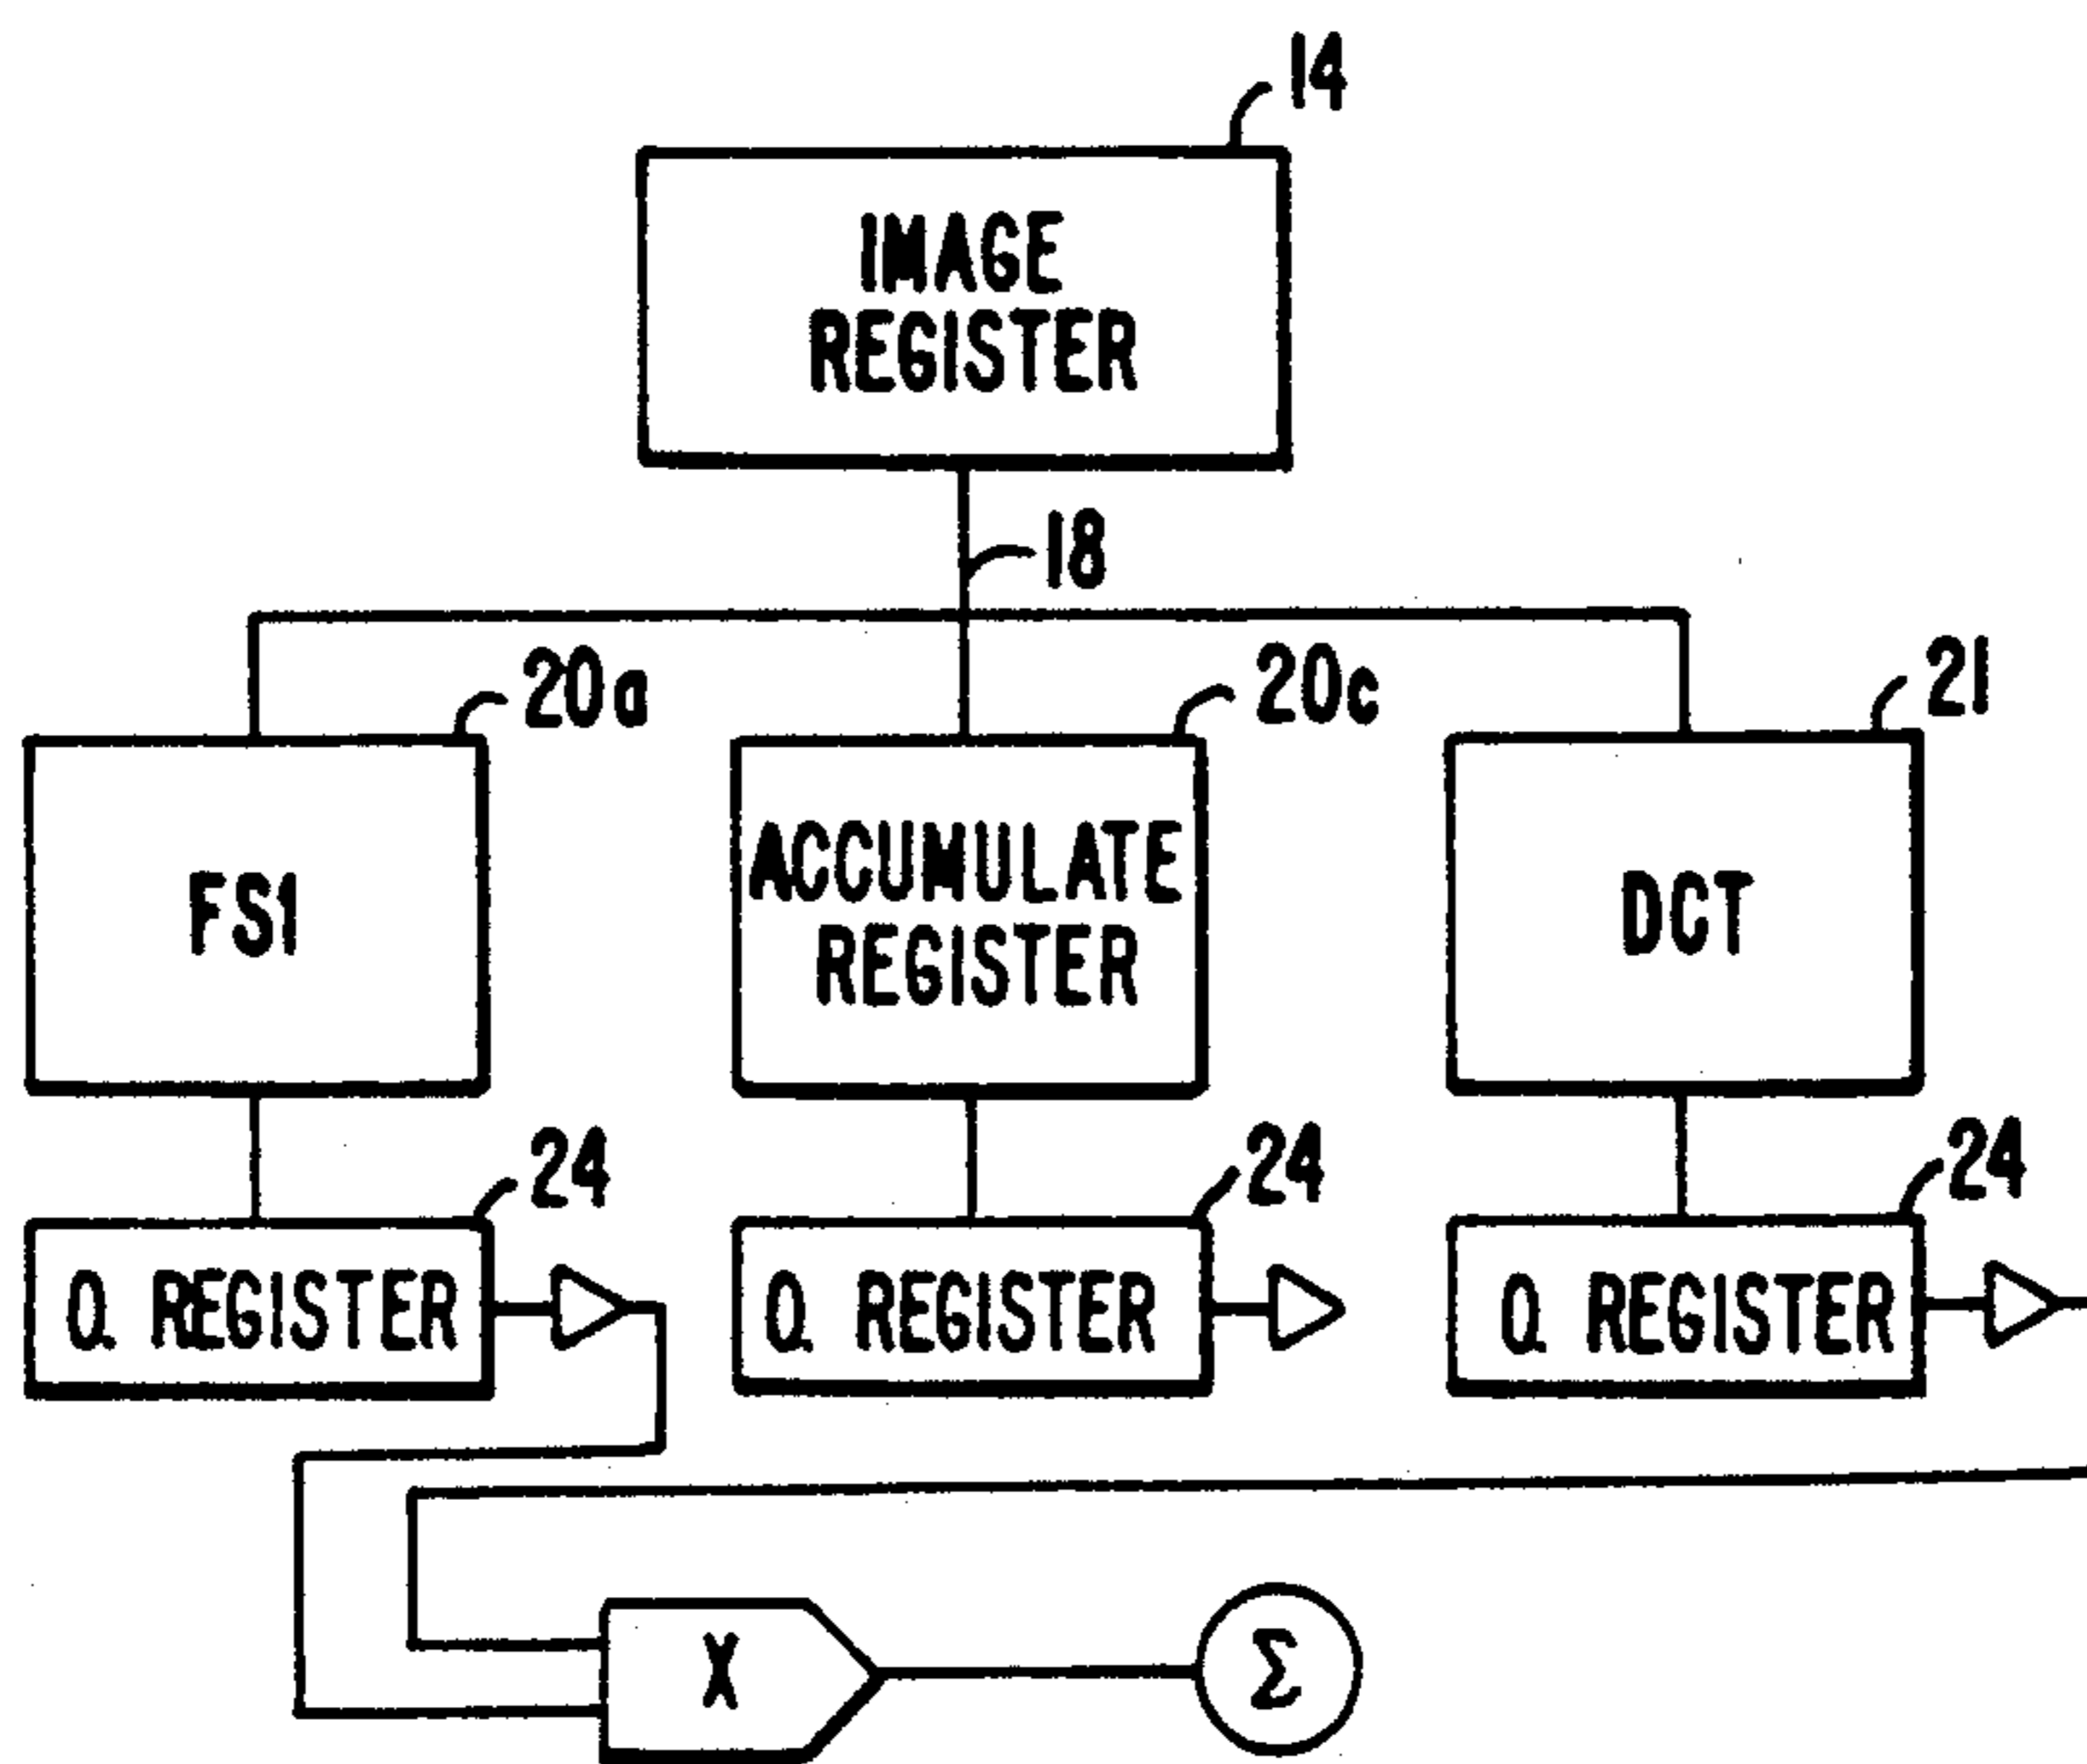 14
IMAGE
REGISTER
18
20a
20c
21
FS1
ACCUMULATE
REGISTER
DCT
24
24
24
Q REGISTER
Q REGISTER
Q REGISTER
X
Σ